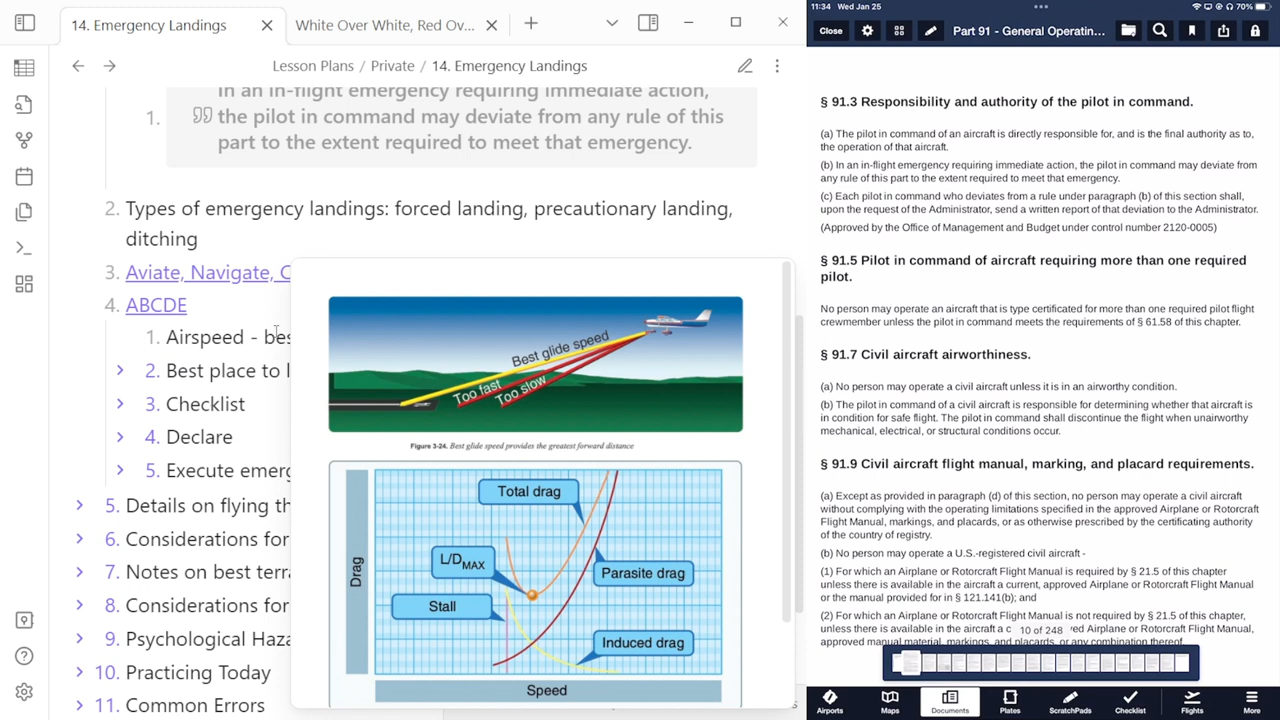 14. Emergency Landings
White Over White, Red Ov...
Lesson Plans / Private / 14. Emergency Landings
In an in-flight emergency requiring immediate action,
1. the pilot in command may deviate from any rule of this
part to the extent required to meet that emergency.
2. Types of emergency landings: forced landing, precautionary landing,
ditching
3. Aviate, Navigate, C
4. ABCDE
1. Airspeed - bes
2. Best place to l
3. Checklist
4. Declare
5. Execute emerg
5. Details on flying th
6. Considerations for
7. Notes on best terra
8. Considerations for
9. Psychological Haza
10. Practicing Today
11. Common Errors
Best glide speed
Too fast
Too slow
Figure 3-24. Best glide speed provides the greatest forward distance
Total drag
L/DMAX
Parasite drag
Stall
Induced drag
Drag
Speed
11:34 Wed Jan 25
70%
Close
Part 91 - General Operatin...
§ 91.3 Responsibility and authority of the pilot in command.
(a) The pilot in command of an aircraft is directly responsible for, and is the final authority as to,
the operation of that aircraft.
(b) In an in-flight emergency requiring immediate action, the pilot in command may deviate from
any rule of this part to the extent required to meet that emergency.
(c) Each pilot in command who deviates from a rule under paragraph (b) of this section shall,
upon the request of the Administrator, send a written report of that deviation to the Administrator.
(Approved by the Office of Management and Budget under control number 2120-0005)
§ 91.5 Pilot in command of aircraft requiring more than one required
pilot.
No person may operate an aircraft that is type certificated for more than one required pilot flight
crewmember unless the pilot in command meets the requirements of § 61.58 of this chapter.
§ 91.7 Civil aircraft airworthiness.
(a) No person may operate a civil aircraft unless it is in an airworthy condition.
(b) The pilot in command of a civil aircraft is responsible for determining whether that aircraft is
in condition for safe flight. The pilot in command shall discontinue the flight when unairworthy
mechanical, electrical, or structural conditions occur.
§ 91.9 Civil aircraft flight manual, marking, and placard requirements.
(a) Except as provided in paragraph (d) of this section, no person may operate a civil aircraft
without complying with the operating limitations specified in the approved Airplane or Rotorcraft
Flight Manual, markings, and placards, or as otherwise prescribed by the certificating authority
of the country of registry.
(b) No person may operate a U.S.-registered civil aircraft -
(1) For which an Airplane or Rotorcraft Flight Manual is required by § 21.5 of this chapter
unless there is available in the aircraft a current, approved Airplane or Rotorcraft Flight Manual
or the manual provided for in § 121.141(b); and
(2) For which an Airplane or Rotorcraft Flight Manual is not required by § 21.5 of this chapter,
unless there is available in the aircraft a c 10 of 248 ved Airplane or Rotorcraft Flight Manual,
approved manual material, markings, and placards, or any combination thereof.
Airports Maps Documents Plates ScratchPads Checklist Flights More